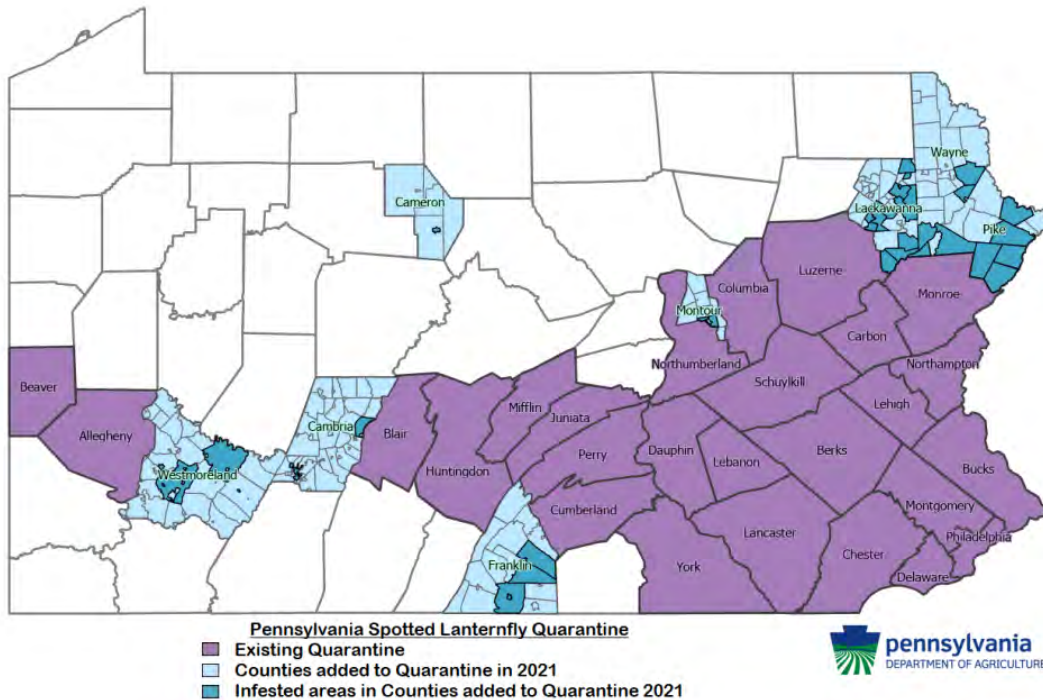 Wayne
Cameron
Lackawanna
Pike
Luzerne
Columbia
Monroe
Montour
Carbon
Northumberland
Northampton
Beaver
Schuylkill
Mifflin
Lehigh
Juniata
Allegheny
Cambria
Blair
Berks
Perry
Dauphin
Lebanon
Huntingdon
Bucks
Westmoreland
Montgomery
Cumberland
Lancaster
Philadelphia
Chester
Franklin
York
Delaware
Pennsylvania Spotted Lanternfly Quarantine
Existing Quarantine
Counties added to Quarantine in 2021
Infested areas in Counties added to Quarantine 2021
pennsylvania
DEPARTMENT OF AGRICULTURE